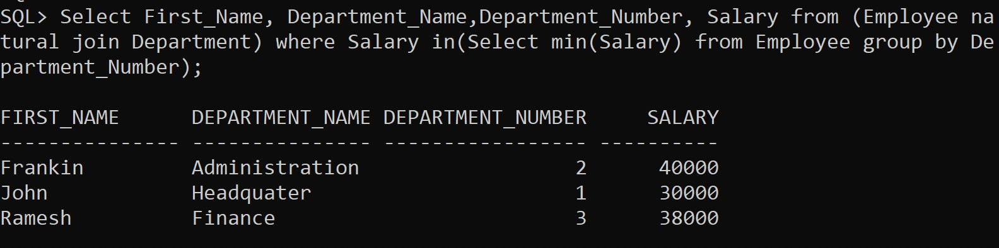 SQL> Select First_Name, Department_Name,Department_Number, Salary from (Employee na
tural join Department) where Salary in(Select min(Salary) from Employee group by De
partment_Number);
FIRST_NAME DEPARTMENT_NAME DEPARTMENT_NUMBER SALARY
--------------- --------------- ----------------- ----------
Frankin Administration 2 40000
John Headquater 1 30000
Ramesh Finance 3 38000